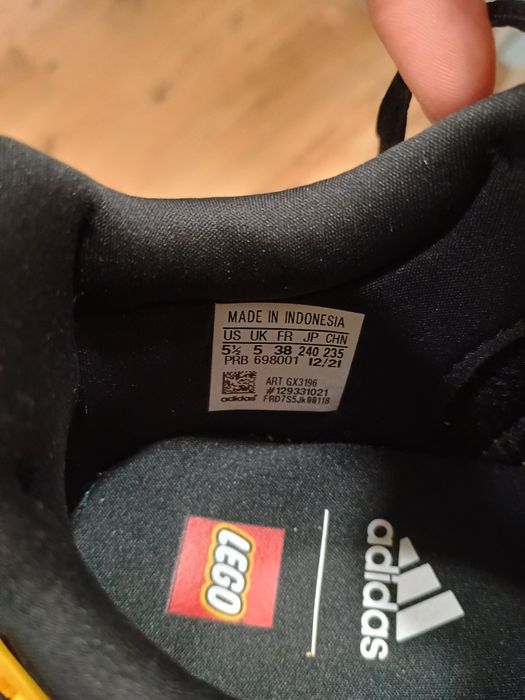 MADE IN INDONESIA
US UK FR JP CHN
5½ 5 38 240 235
PRB 698001 12/21
ART GX3196
#129331021
adidas FRD7S5Jk00118
LEGO
adidas